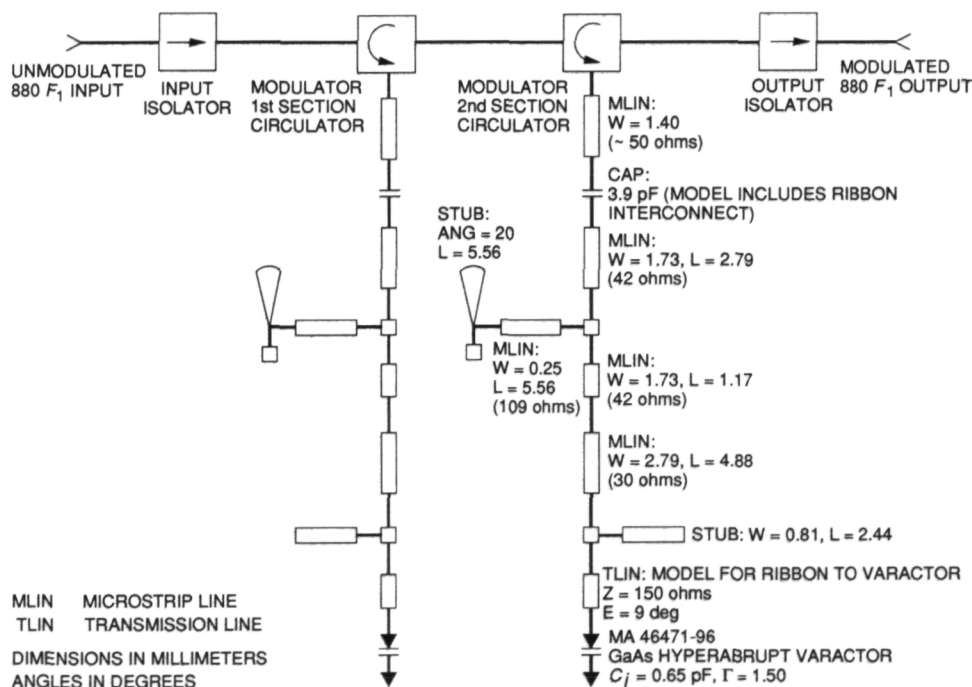 UNMODULATED
880 F₁ INPUT
INPUT
ISOLATOR
MODULATOR
1st SECTION
CIRCULATOR
MODULATOR
2nd SECTION
CIRCULATOR
OUTPUT
ISOLATOR
MODULATED
880 F₁ OUTPUT
MLIN:
W = 1.40
(~ 50 ohms)
CAP:
3.9 pF (MODEL INCLUDES RIBBON
INTERCONNECT)
STUB:
ANG = 20
L = 5.56
MLIN:
W = 1.73, L = 2.79
(42 ohms)
MLIN:
W = 0.25
L = 5.56
(109 ohms)
MLIN:
W = 1.73, L = 1.17
(42 ohms)
MLIN:
W = 2.79, L = 4.88
(30 ohms)
STUB: W = 0.81, L = 2.44
TLIN: MODEL FOR RIBBON TO VARACTOR
Z = 150 ohms
E = 9 deg
MA 46471-96
GaAs HYPERABRUPT VARACTOR
Cⱼ = 0.65 pF, Γ = 1.50
MLIN MICROSTRIP LINE
TLIN TRANSMISSION LINE
DIMENSIONS IN MILLIMETERS
ANGLES IN DEGREES